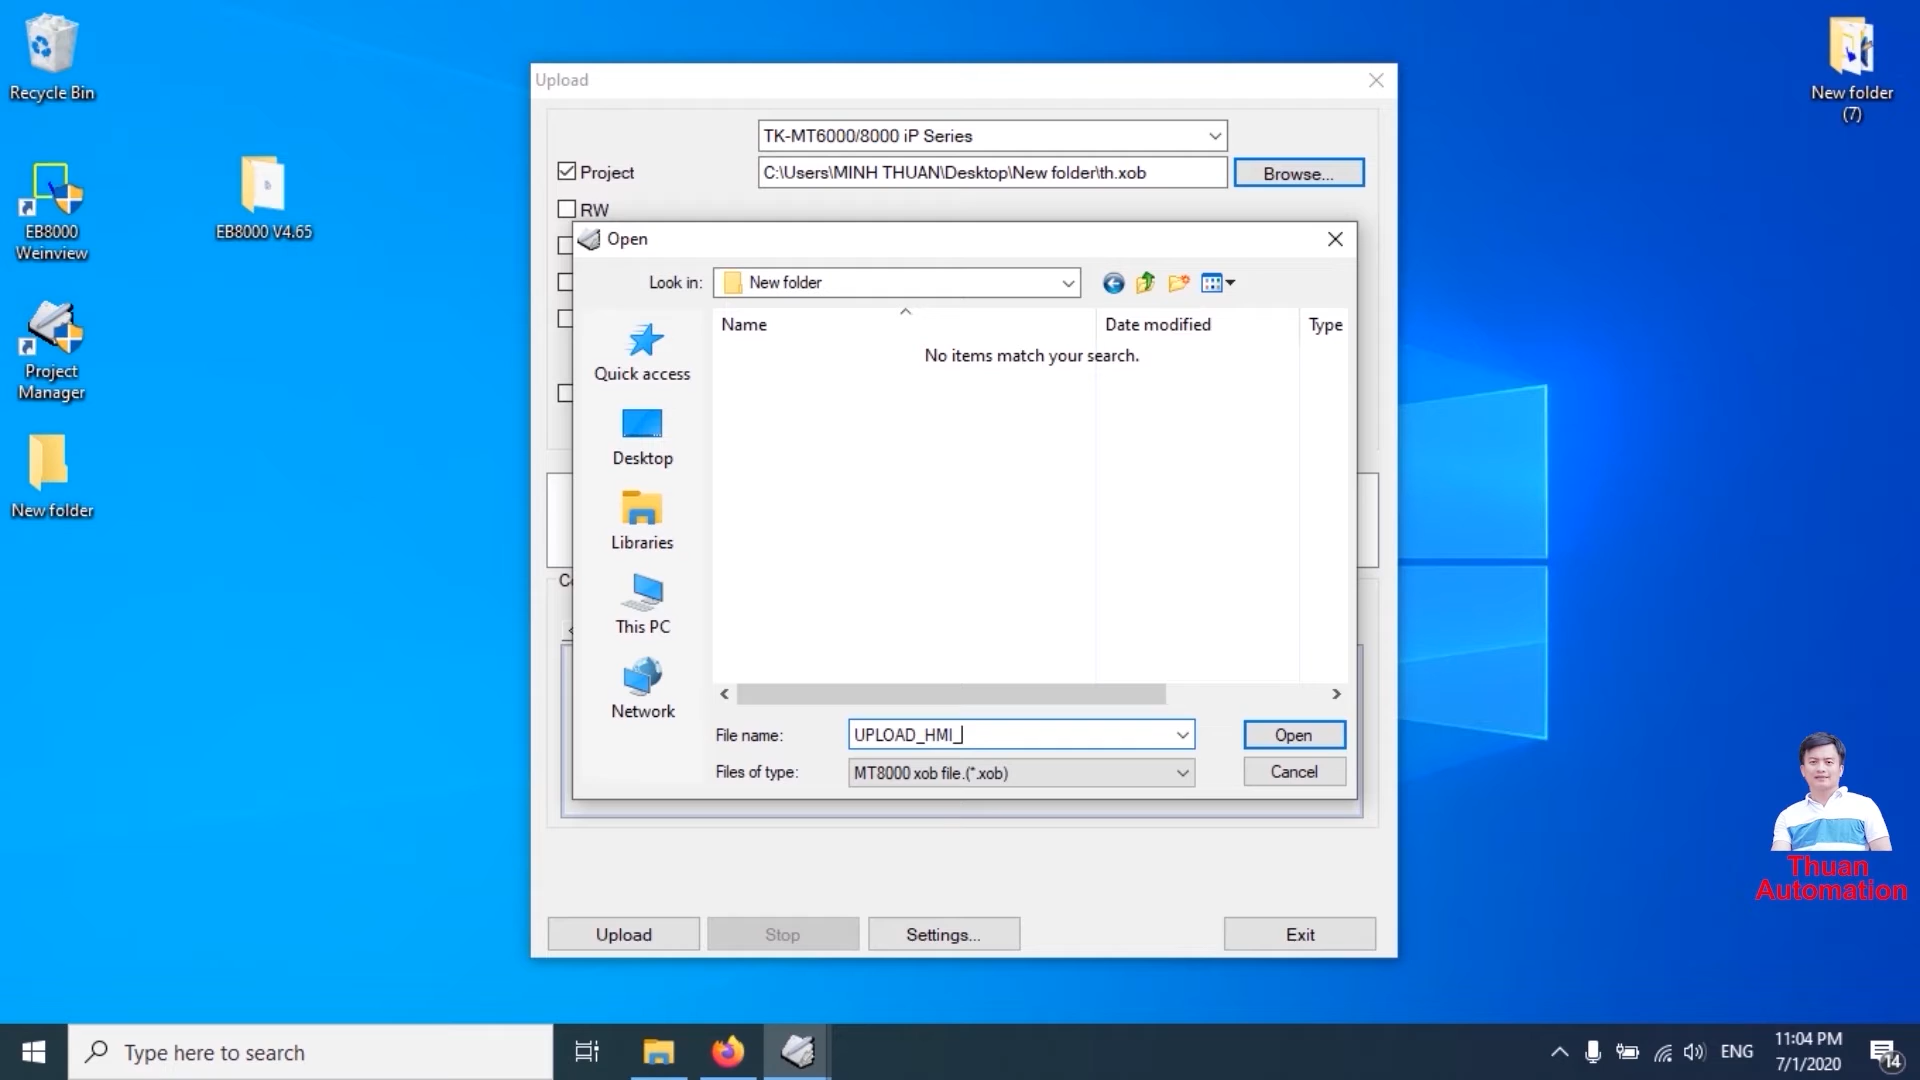 Recycle Bin
EB8000
Weinview
EB8000 V4.65
Project
Manager
New folder
New folder
(7)
Upload
TK-MT6000/8000 iP Series
Project
C:\Users\MINH THUAN\Desktop\New folder\th.xob
Browse...
RW
Open
Look in:
New folder
Name
Date modified
Type
No items match your search.
Quick access
Desktop
Libraries
This PC
Network
File name:
UPLOAD_HMI_
Open
Files of type:
MT8000 xob file.(*.xob)
Cancel
Upload
Stop
Settings...
Exit
Thuan
Automation
Type here to search
ENG
11:04 PM
7/1/2020
14